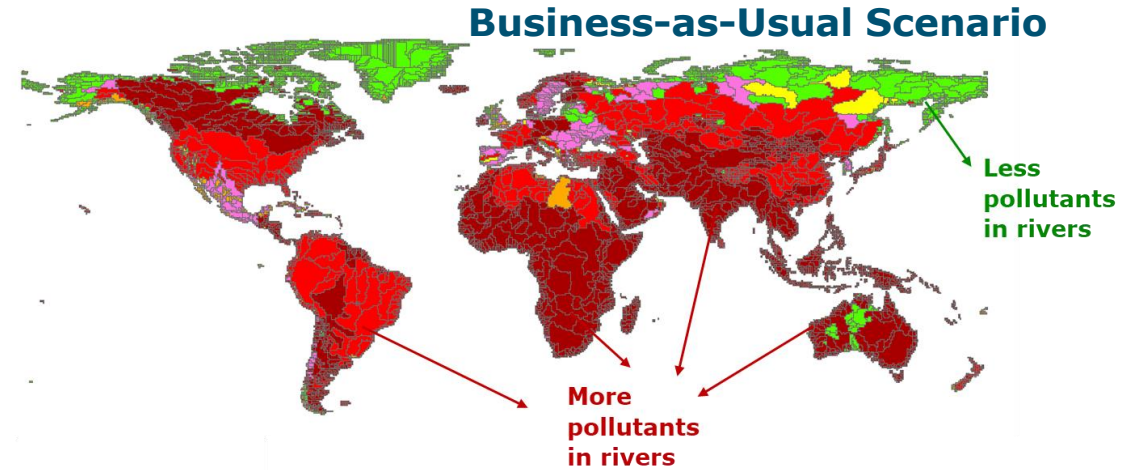 Business-as-Usual Scenario
Less
pollutants
in rivers
More
pollutants
in rivers